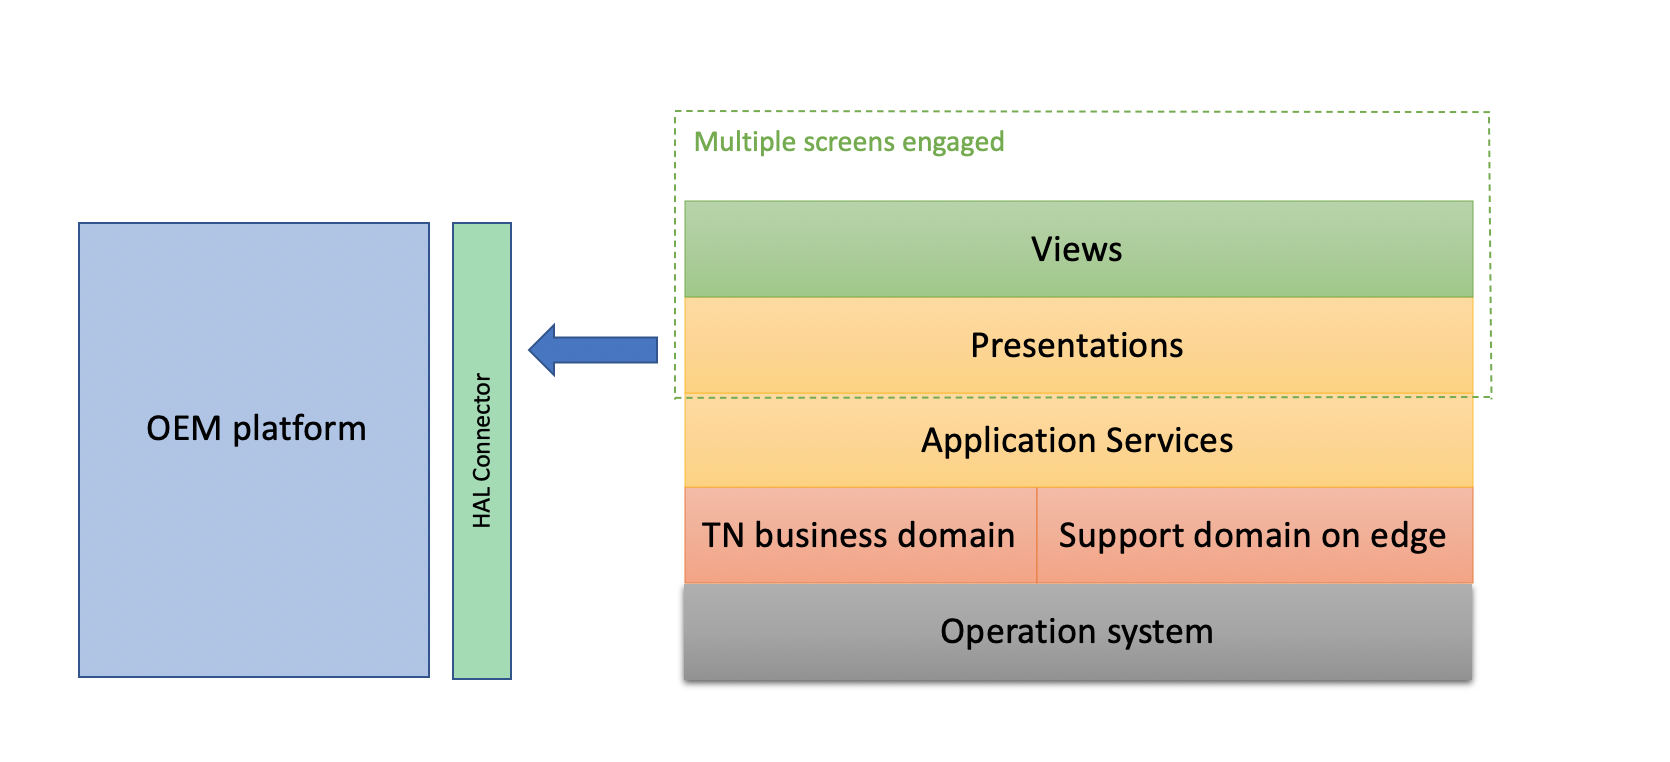 Multiple screens engaged
Views
Presentations
OEM platform
HAL Connector
Application Services
TN business domain
Support domain on edge
Operation system